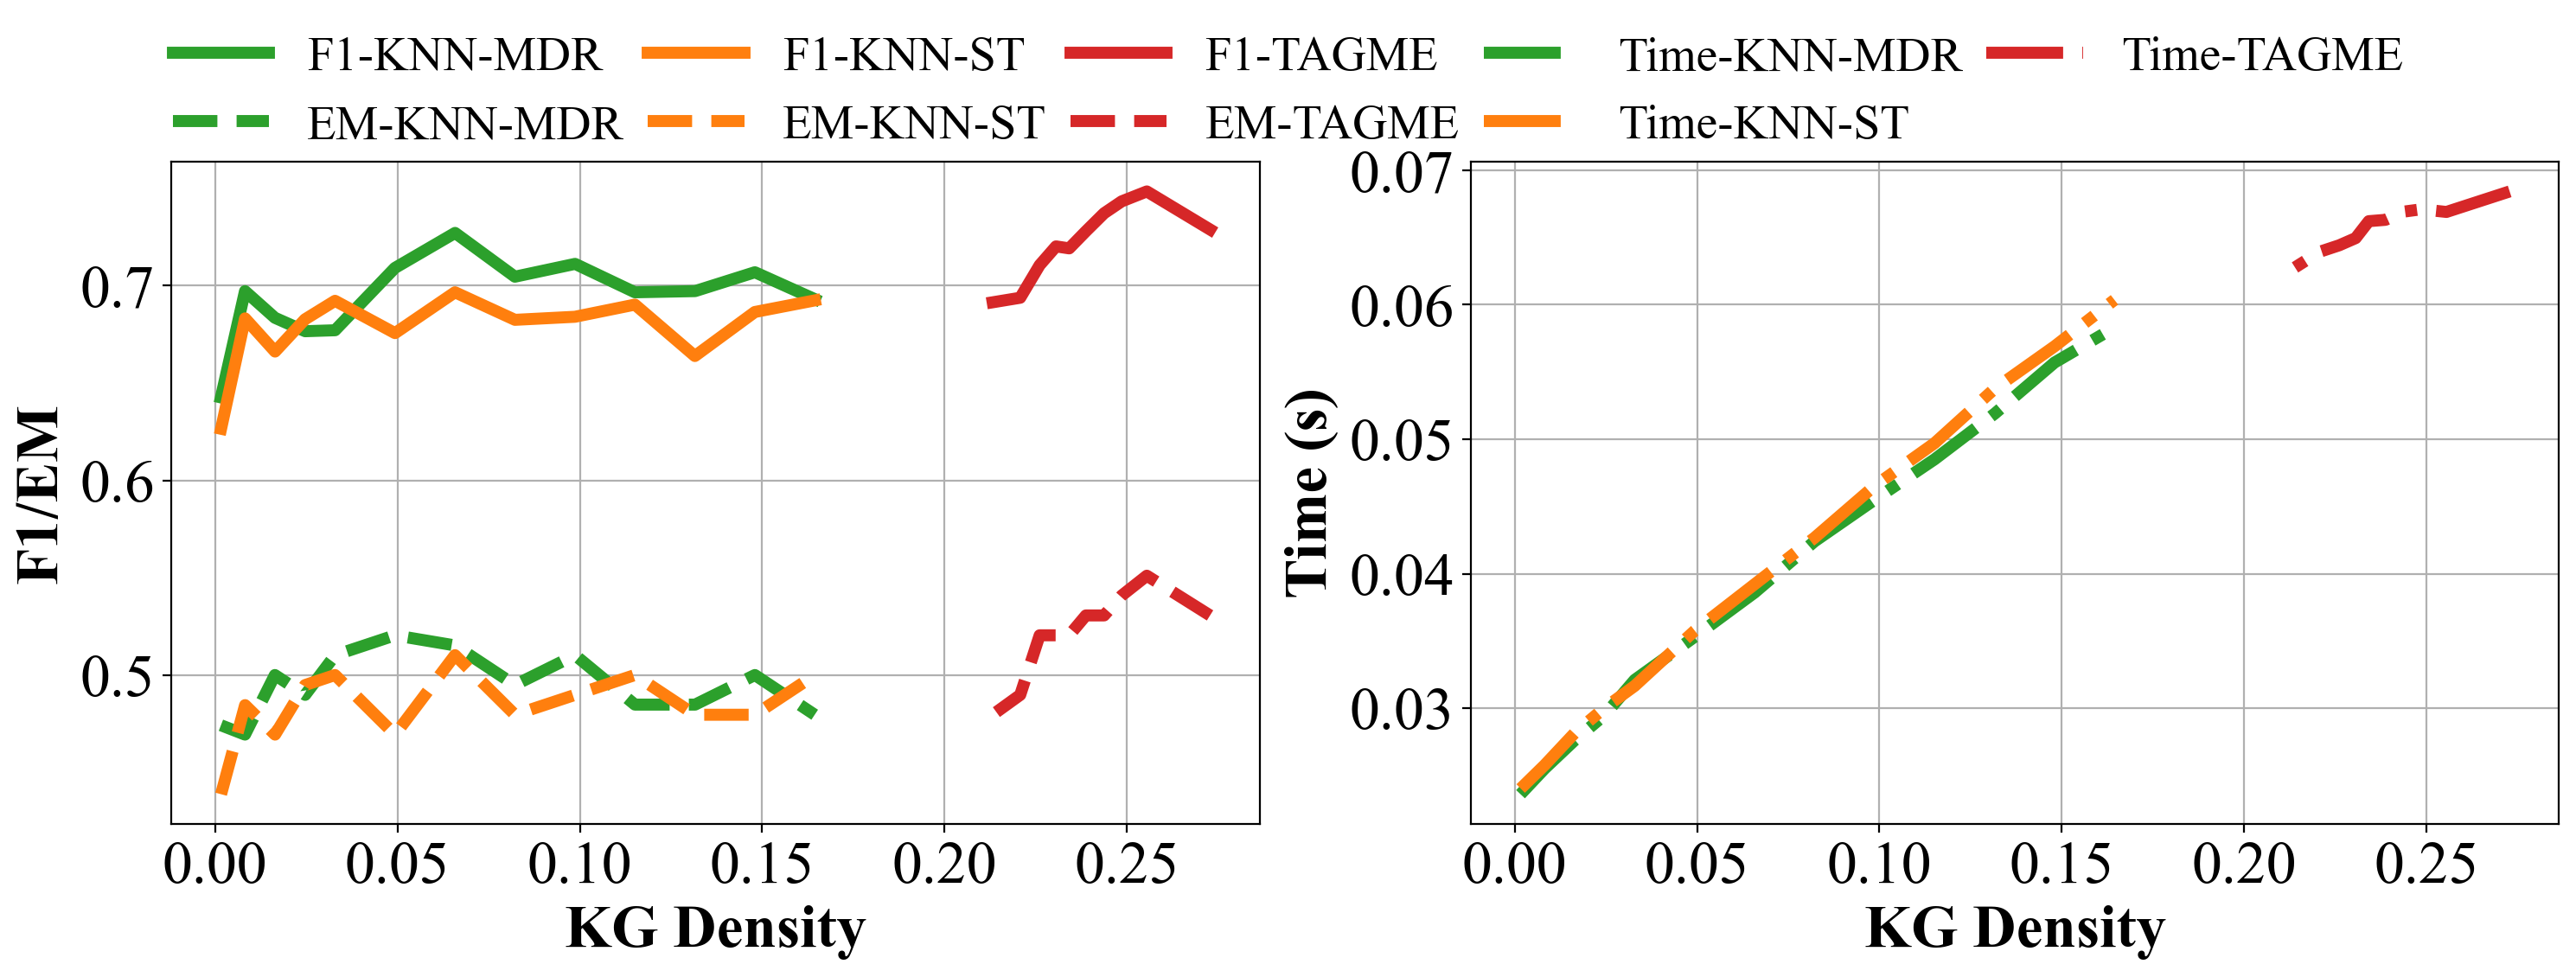 F1-KNN-MDR F1-KNN-ST F1-TAGME Time-KNN-MDR Time-TAGME
EM-KNN-MDR EM-KNN-ST EM-TAGME Time-KNN-ST
F1/EM
0.7
0.6
0.5
0.00 0.05 0.10 0.15 0.20 0.25
KG Density
Time (s)
0.07
0.06
0.05
0.04
0.03
0.00 0.05 0.10 0.15 0.20 0.25
KG Density